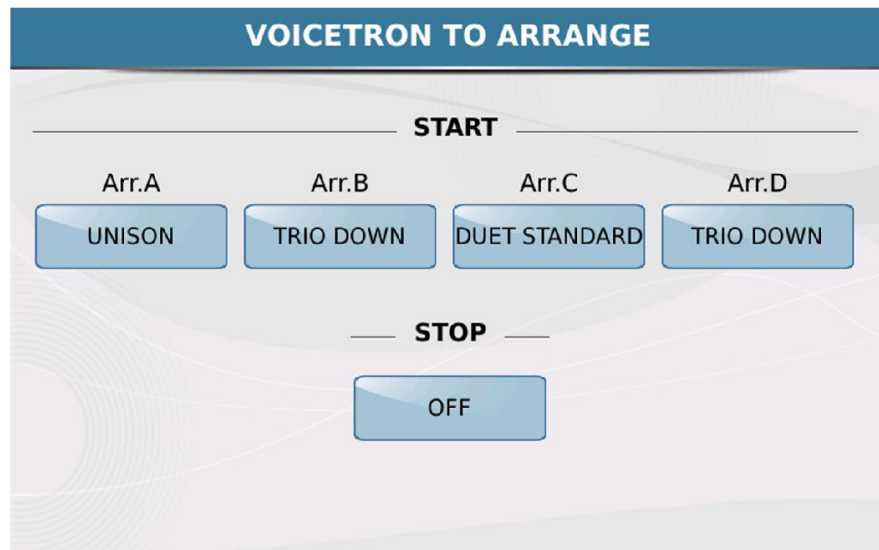 VOICETRON TO ARRANGE
START
Arr.A Arr.B Arr.C Arr.D
UNISON TRIO DOWN DUET STANDARD TRIO DOWN
STOP
OFF